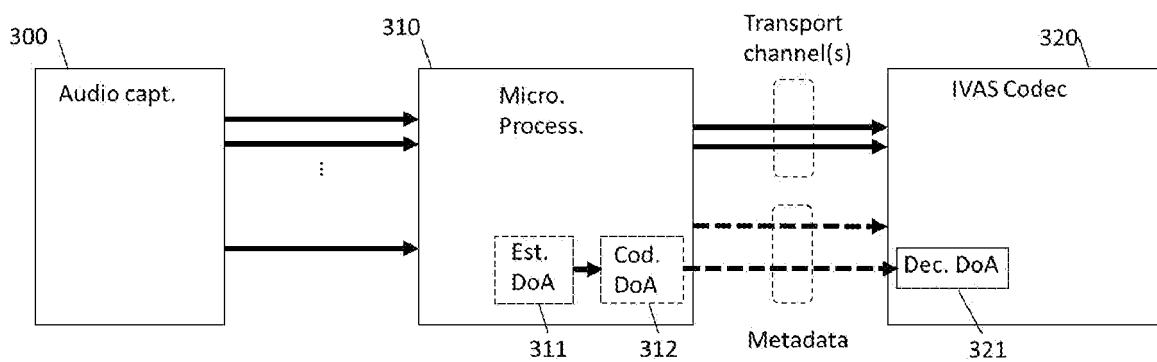 300
310
Transport
channel(s)
320
Audio capt.
Micro.
Process.
IVAS Codec
...
Est.
DoA
Cod.
DoA
Dec. DoA
311
312
Metadata
321